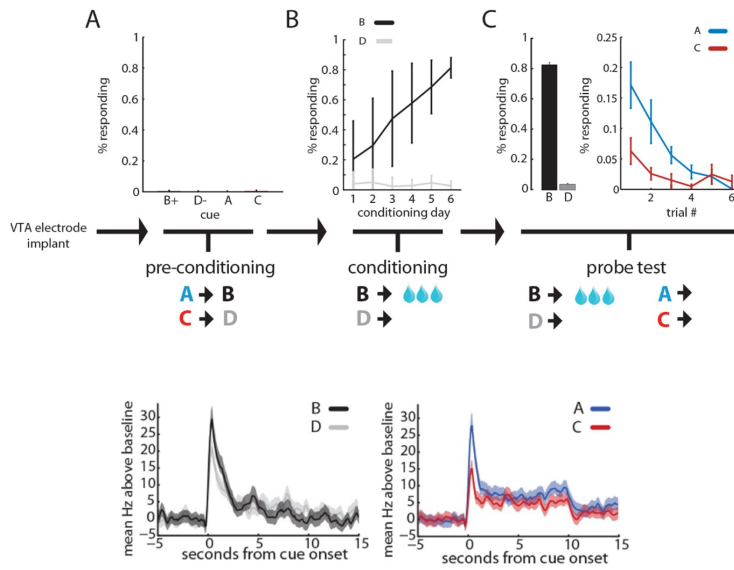 A
B
C
% responding
1
0.8
0.6
0.4
0.2
0
B+ D- A C
cue
B
D
% responding
1
0.8
0.6
0.4
0.2
0
1 2 3 4 5 6
conditioning day
% responding
1
0.8
0.6
0.4
0.2
0
B D
A
C
% responding
0.25
0.2
0.15
0.1
0.05
0
2 4 6
trial #
VTA electrode
implant
pre-conditioning
A B
C D
conditioning
B
D
probe test
B A
D C
B
D
mean Hz above baseline
30
25
20
15
10
5
0
−5
−5 0 5 10 15
seconds from cue onset
A
C
mean Hz above baseline
30
25
20
15
10
5
0
−5
−5 0 5 10 15
seconds from cue onset